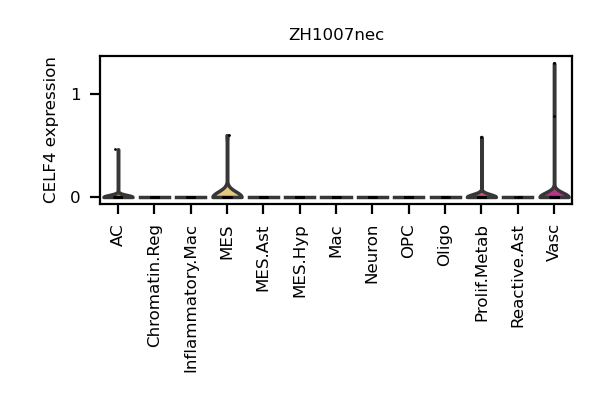 ZH1007nec
CELF4 expression
1
0
AC
Chromatin.Reg
Inflammatory.Mac
MES
MES.Ast
MES.Hyp
Mac
Neuron
OPC
Oligo
Prolif.Metab
Reactive.Ast
Vasc